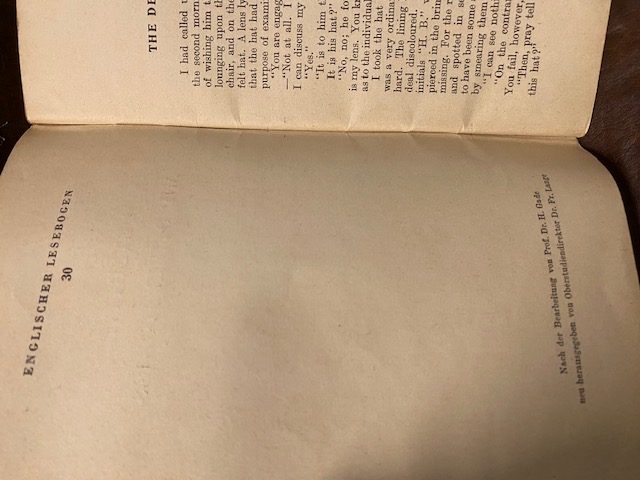 ENGLISCHER LESEBOGEN
30
Nach der Bearbeitung von Prof. Dr. H. Gade
neu herausgegeben von Oberstudiendirektor Dr. Fr. Lange
THE DE
I had called u
the second morn
of wishing him t
lounging upon th
chair, and on the
felt hat. A lens ly
that the hat had
purpose of exami
"You are engag
—"Not at all. I
I can discuss my
"Yes."
"It is to him t
It is his hat?"
"No, no; he fo
is my lens. You k
as to the individual
I took the hat
was a very ordina
hard. The lining
deal discoloured.
initials "H. B."
pierced in the brim
missing. For the r
and spotted in se
to have been some
by smearing them
"I can see nothin
"On the contrar
You fail, however,
"Then, pray tell
this hat?"